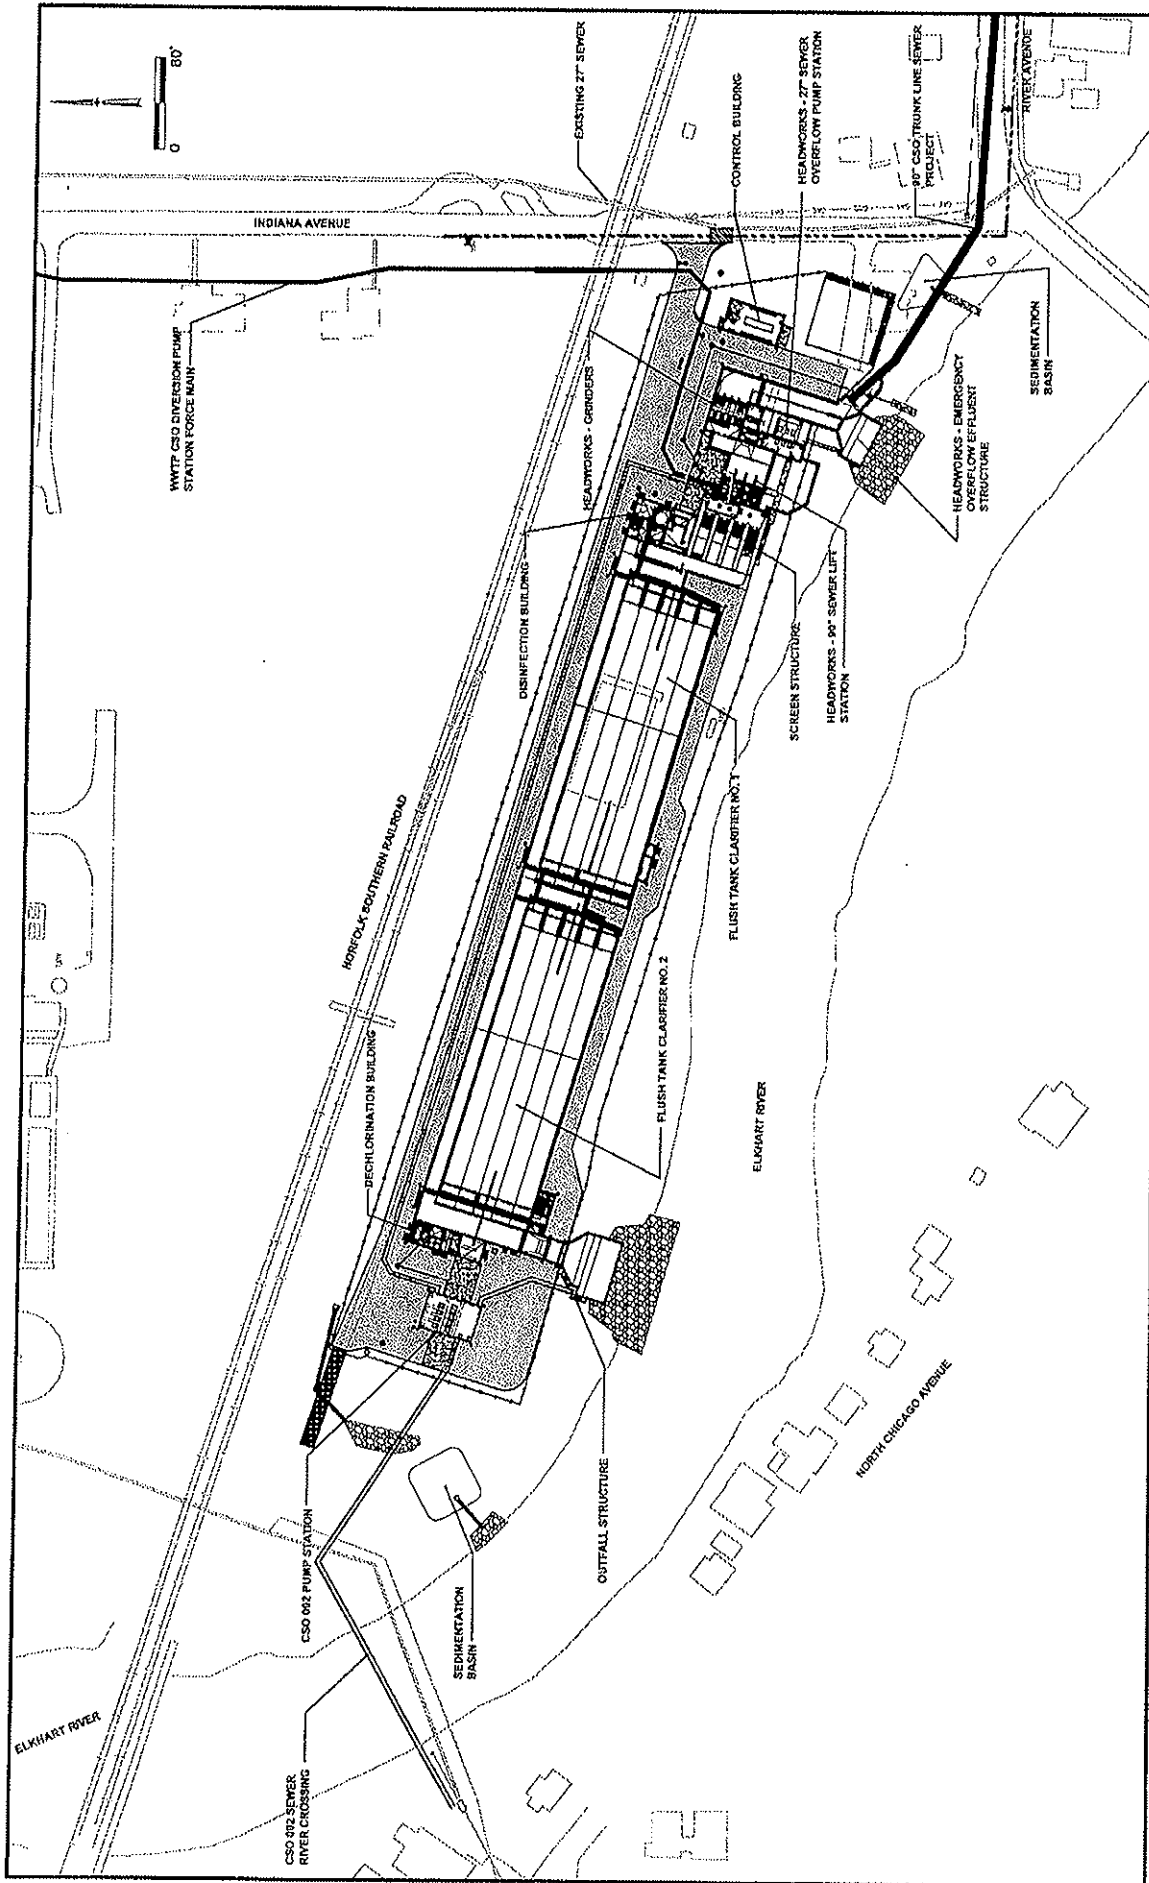 80'
0
EXISTING 27" SEWER
CONTROL BUILDING
HEADWORKS - 27" SEWER
OVERFLOW PUMP STATION
90" CSO TRUNK LINE SEWER
PROJECT
RIVER AVENUE
INDIANA AVENUE
WWTP CSO DIVERSION PUMP
STATION FORCE MAIN
HEADWORKS - GRINDERS
SEDIMENTATION
BASIN
HEADWORKS - EMERGENCY
OVERFLOW EFFLUENT
STRUCTURE
DISINFECTION BUILDING
HEADWORKS - 90" SEWER LIFT
STATION
SCREEN STRUCTURE
FLUSH TANK CLARIFIER NO. 1
NORFOLK SOUTHERN RAILROAD
FLUSH TANK CLARIFIER NO. 2
DECHLORINATION BUILDING
ELKHART RIVER
NORTH CHICAGO AVENUE
OUTFALL STRUCTURE
CSO 092 PUMP STATION
SEDIMENTATION
BASIN
CSO 092 SEWER
RIVER CROSSING
ELKHART RIVER